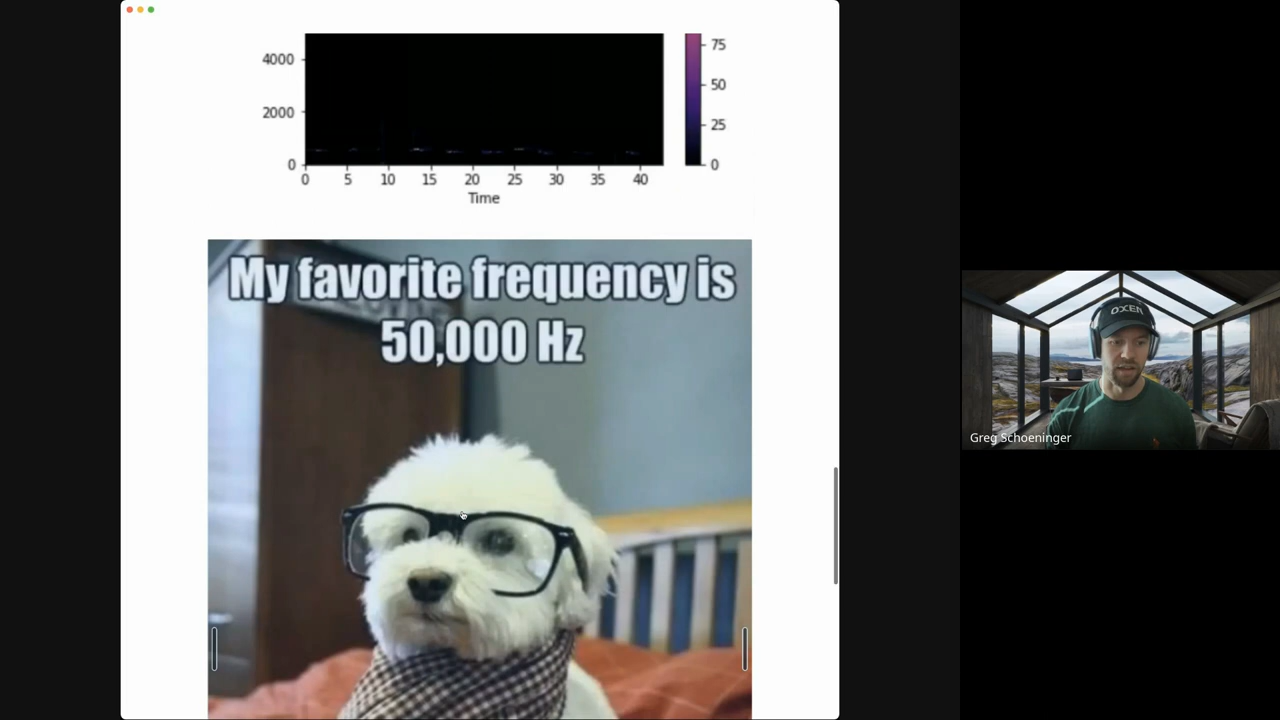 4000
2000
0
0 5 10 15 20 25 30 35 40
Time
75
50
25
0
My favorite frequency is
50,000 Hz
OXEN
Greg Schoeninger